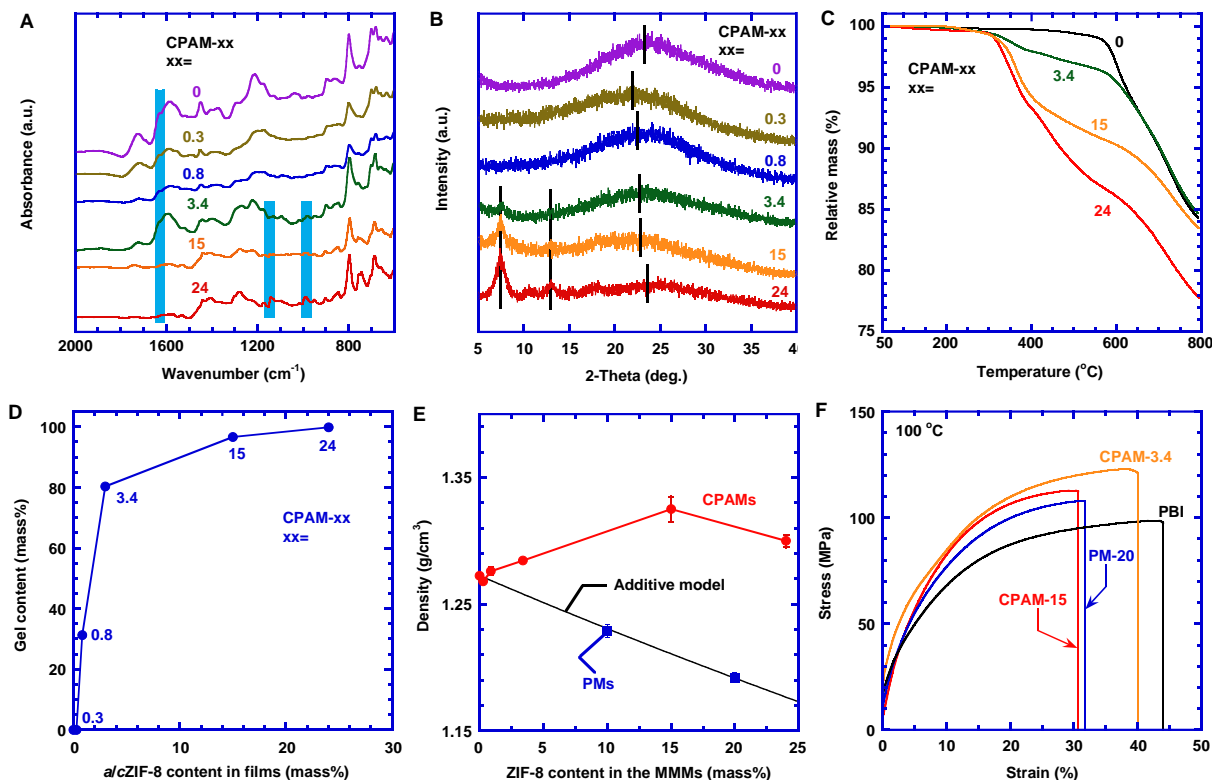 A
CPAM-xx
xx=
0
0.3
0.8
3.4
15
24
Absorbance (a.u.)
2000
1600
1200
800
Wavenumber (cm⁻¹)
B
CPAM-xx
xx=
0
0.3
0.8
3.4
15
24
Intensity (a.u.)
5
10
15
20
25
30
35
40
2-Theta (deg.)
C
0
3.4
CPAM-xx
xx=
15
24
Relative mass (%)
100
95
90
85
80
75
50
200
400
600
800
Temperature (°C)
D
100
80
60
40
20
0
Gel content (mass%)
0.3
0.8
3.4
15
24
CPAM-xx
xx=
0
10
20
30
a/cZIF-8 content in films (mass%)
E
1.35
1.25
1.15
Density (g/cm³)
CPAMs
Additive model
PMs
0
5
10
15
20
25
ZIF-8 content in the MMMs (mass%)
F
150
100
50
0
Stress (MPa)
100 °C
CPAM-3.4
PBI
PM-20
CPAM-15
0
10
20
30
40
50
Strain (%)